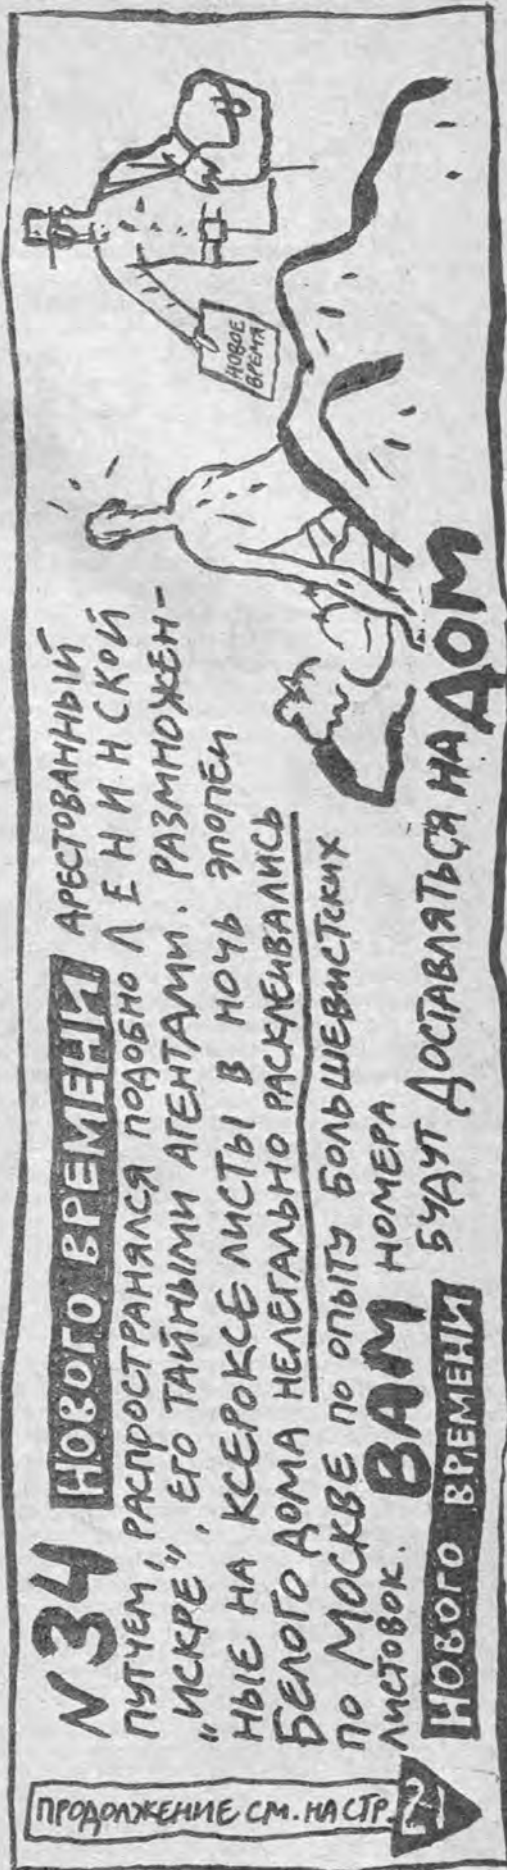 N34 НОВОГО ВРЕМЕНИ АРЕСТОВАННЫЙ
ПУТЧЕМ, РАСПРОСТРАНЯЛСЯ ПОДОБНО ЛЕНИНСКОЙ
„ИСКРЕ”, ЕГО ТАЙНЫМИ АГЕНТАМИ. РАЗМНОЖЕН-
НЫЕ НА КСЕРОКСЕ ЛИСТЫ В НОЧЬ ЭПОПЕИ
БЕЛОГО ДОМА НЕЛЕГАЛЬНО РАСКЛЕИВАЛИСЬ
ПО МОСКВЕ ПО ОПЫТУ БОЛЬШЕВИСТСКИХ
ЛИСТОВОК. ВАМ НОМЕРА
НОВОГО ВРЕМЕНИ БУДУТ ДОСТАВЛЯТЬСЯ НА ДОМ
НОВОЕ
ВРЕМЯ
ПРОДОЛЖЕНИЕ СМ. НА СТР. 21